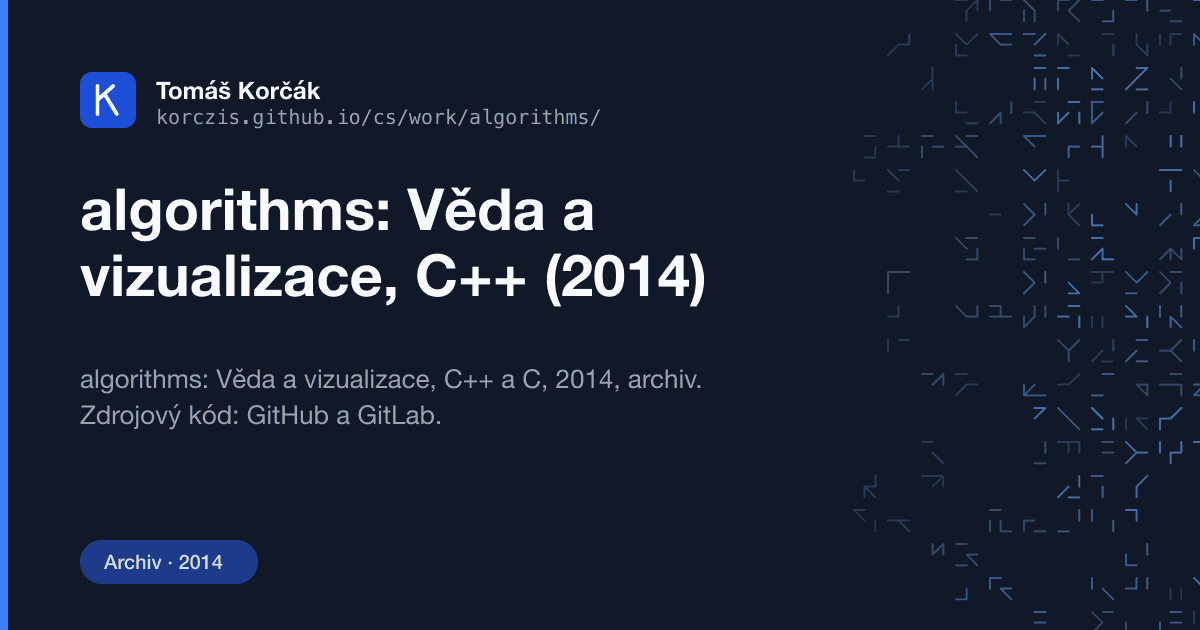 K
Tomáš Korčák
korczis.github.io/cs/work/algorithms/
algorithms: Věda a
vizualizace, C++ (2014)
algorithms: Věda a vizualizace, C++ a C, 2014, archiv.
Zdrojový kód: GitHub a GitLab.
Archiv · 2014